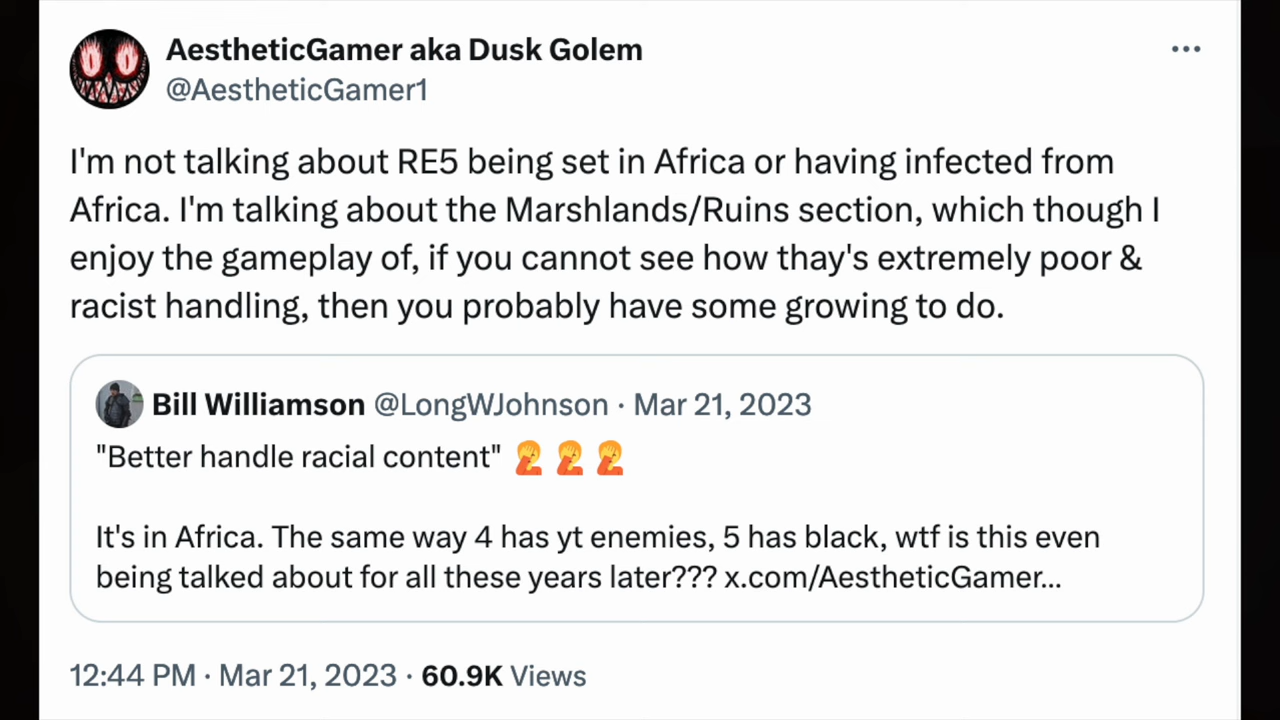 AestheticGamer aka Dusk Golem
@AestheticGamer1
I'm not talking about RE5 being set in Africa or having infected from
Africa. I'm talking about the Marshlands/Ruins section, which though I
enjoy the gameplay of, if you cannot see how thay's extremely poor &
racist handling, then you probably have some growing to do.
Bill Williamson @LongWJohnson · Mar 21, 2023
"Better handle racial content" 🤦🤦🤦
It's in Africa. The same way 4 has yt enemies, 5 has black, wtf is this even
being talked about for all these years later??? x.com/AestheticGamer...
12:44 PM · Mar 21, 2023 · 60.9K Views